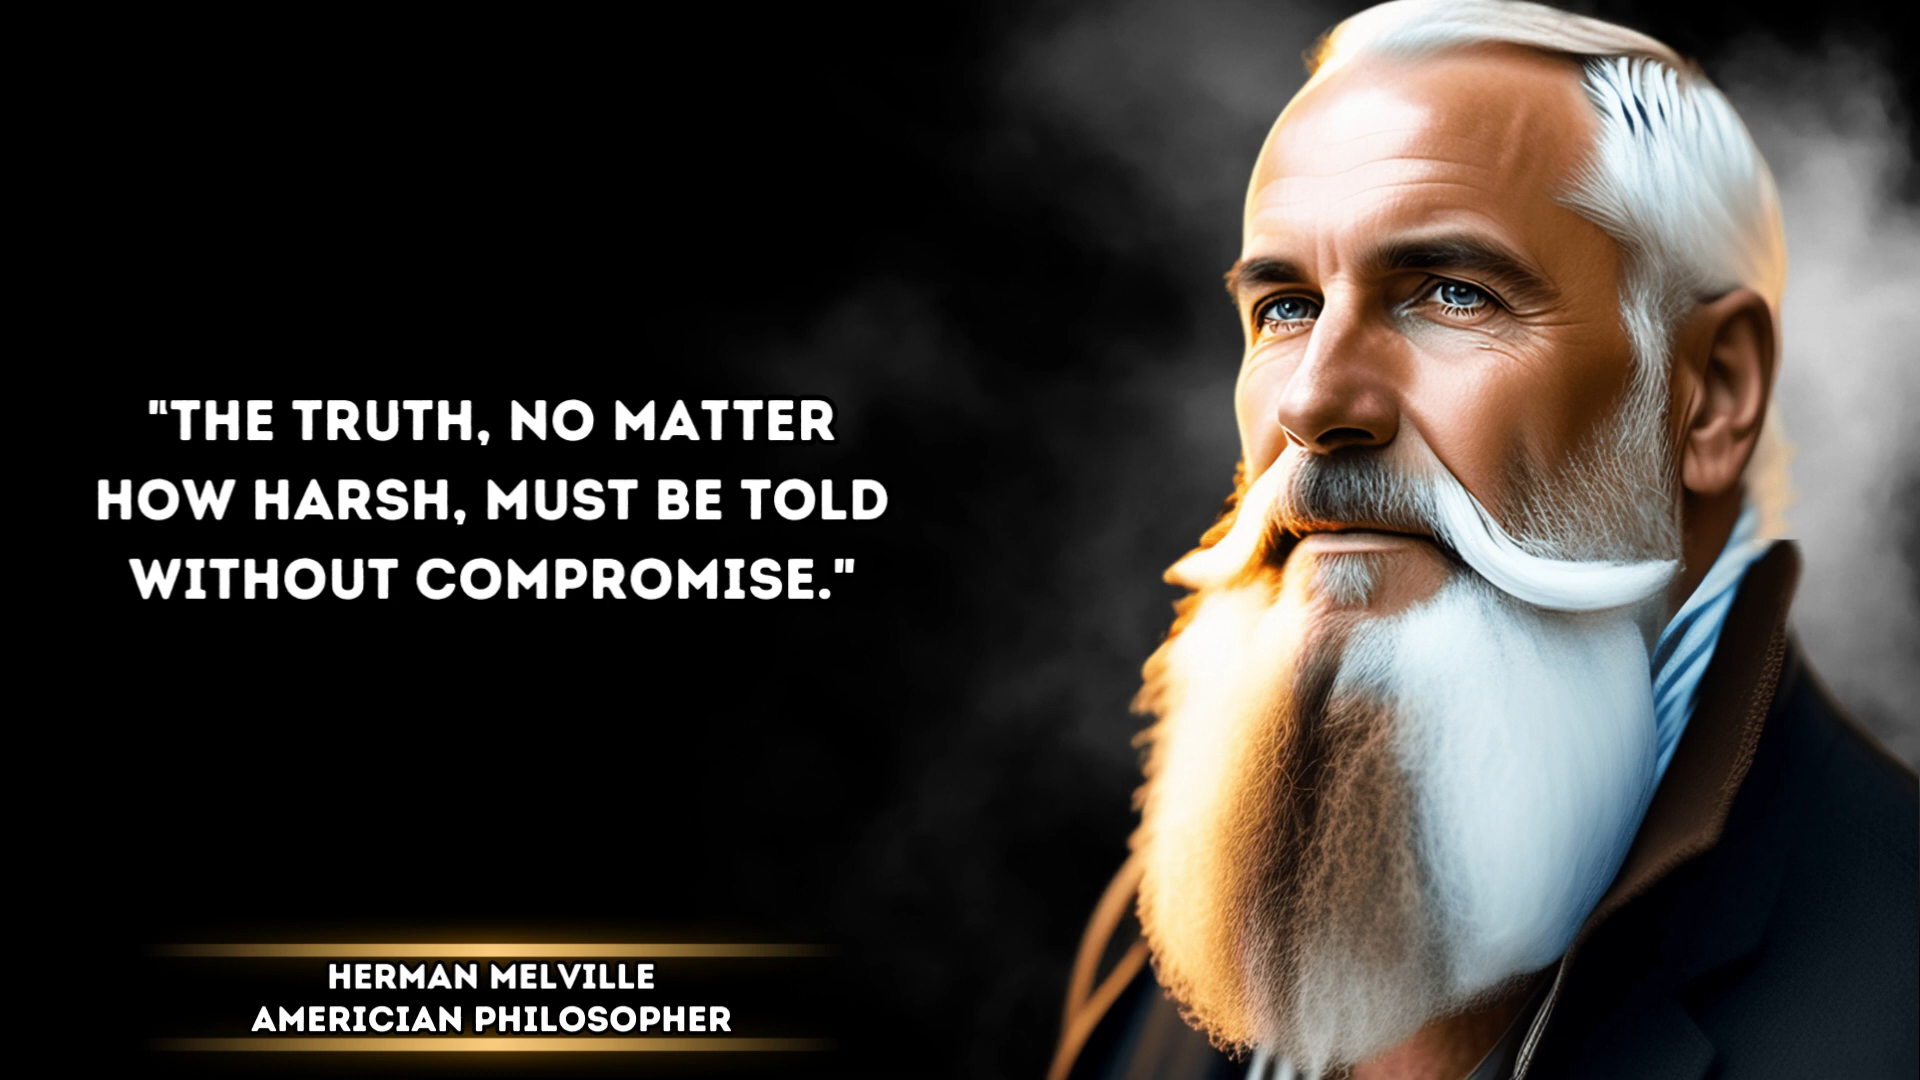 "THE TRUTH, NO MATTER
HOW HARSH, MUST BE TOLD
WITHOUT COMPROMISE."
HERMAN MELVILLE
AMERICIAN PHILOSOPHER